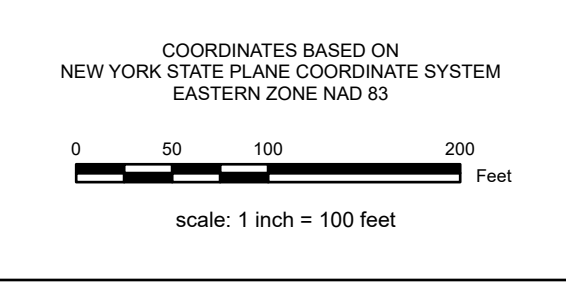 COORDINATES BASED ON
NEW YORK STATE PLANE COORDINATE SYSTEM
EASTERN ZONE NAD 83
0 50 100 200
Feet
scale: 1 inch = 100 feet